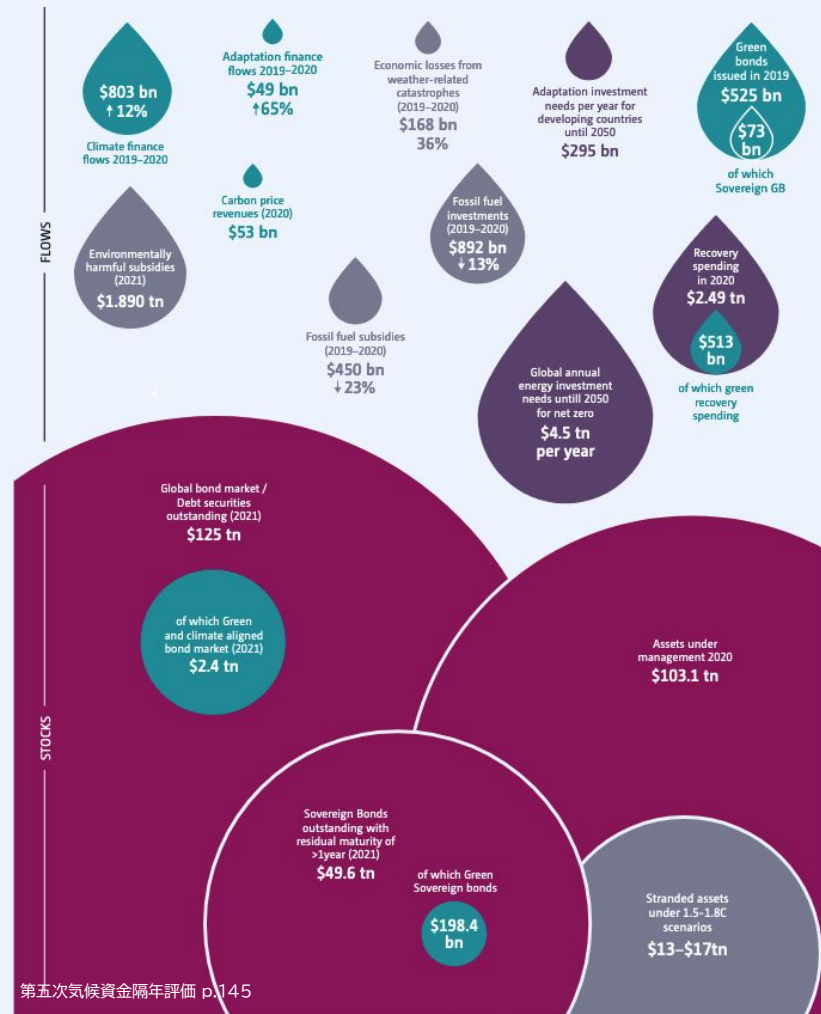 FLOWS
$803 bn
↑12%
Climate finance
flows 2019–2020
Adaptation finance
flows 2019–2020
$49 bn
↑65%
Economic losses from
weather-related
catastrophes
(2019–2020)
$168 bn
36%
Adaptation investment
needs per year for
developing countries
until 2050
$295 bn
Green
bonds
issued in 2019
$525 bn
$73
bn
of which
Sovereign GB
Environmentally
harmful subsidies
(2021)
$1.890 tn
Carbon price
revenues (2020)
$53 bn
Fossil fuel
investments
(2019–2020)
$892 bn
↓13%
Fossil fuel subsidies
(2019–2020)
$450 bn
↓23%
Recovery
spending
in 2020
$2.49 tn
$513
bn
of which green
recovery
spending
Global annual
energy investment
needs untill 2050
for net zero
$4.5 tn
per year
STOCKS
Global bond market /
Debt securities
outstanding (2021)
$125 tn
of which Green
and climate aligned
bond market (2021)
$2.4 tn
Assets under
management 2020
$103.1 tn
Sovereign Bonds
outstanding with
residual maturity of
>1year (2021)
$49.6 tn
of which Green
Sovereign bonds
$198.4
bn
Stranded assets
under 1.5-1.8C
scenarios
$13–$17tn
第五次気候資金隔年評価 p.145